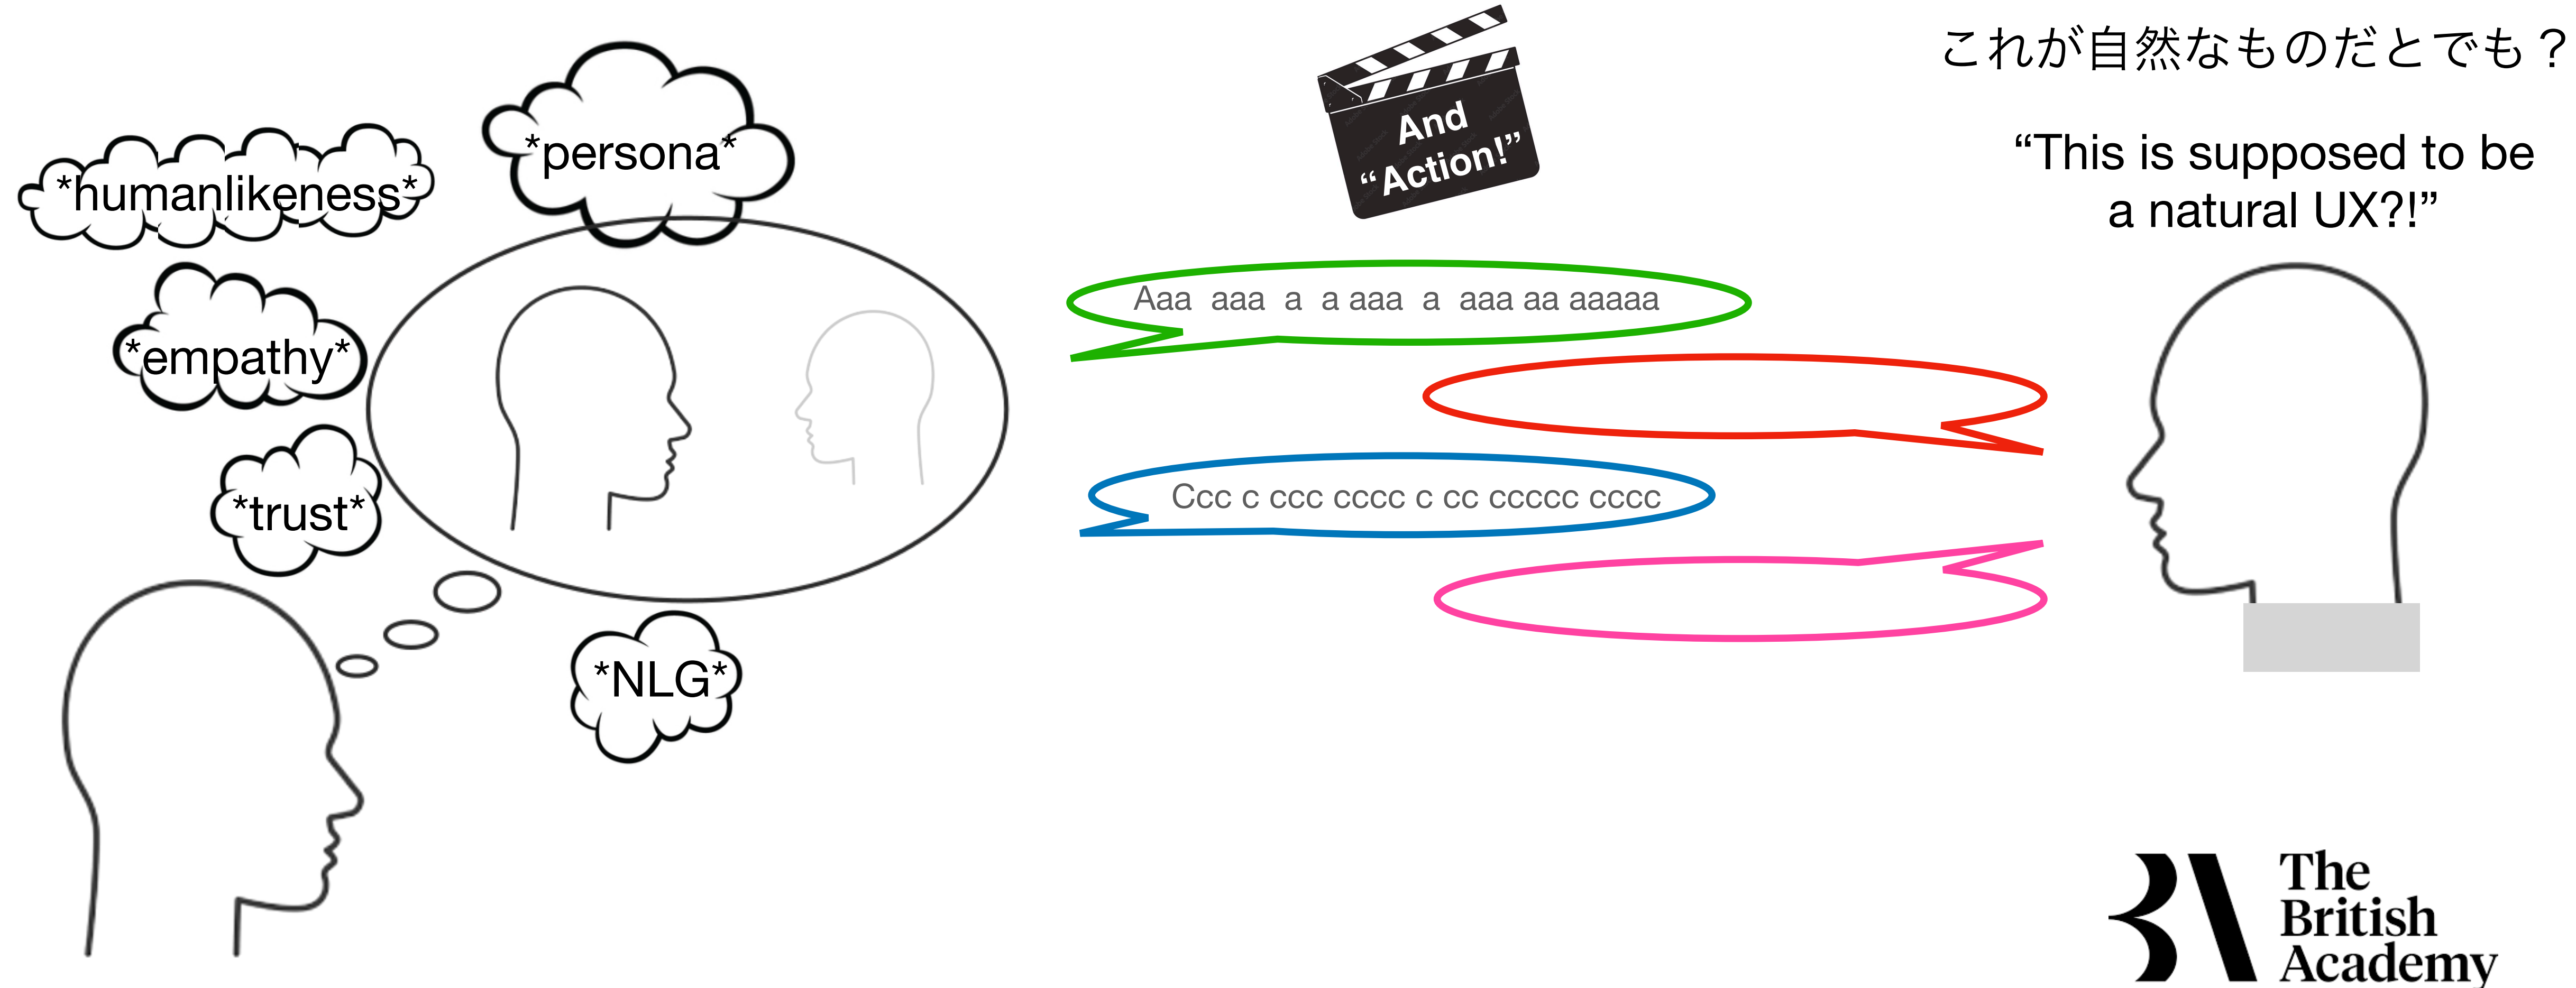 *humanlikeness*
*persona*
*empathy*
*trust*
*NLG*
And
“Action!”
Aaa aaa a a aaa a aaa aa aaaaa
Ccc c ccc cccc c cc ccccc cccc
これが自然なものだとでも？
“This is supposed to be
a natural UX?!”
The
British
Academy